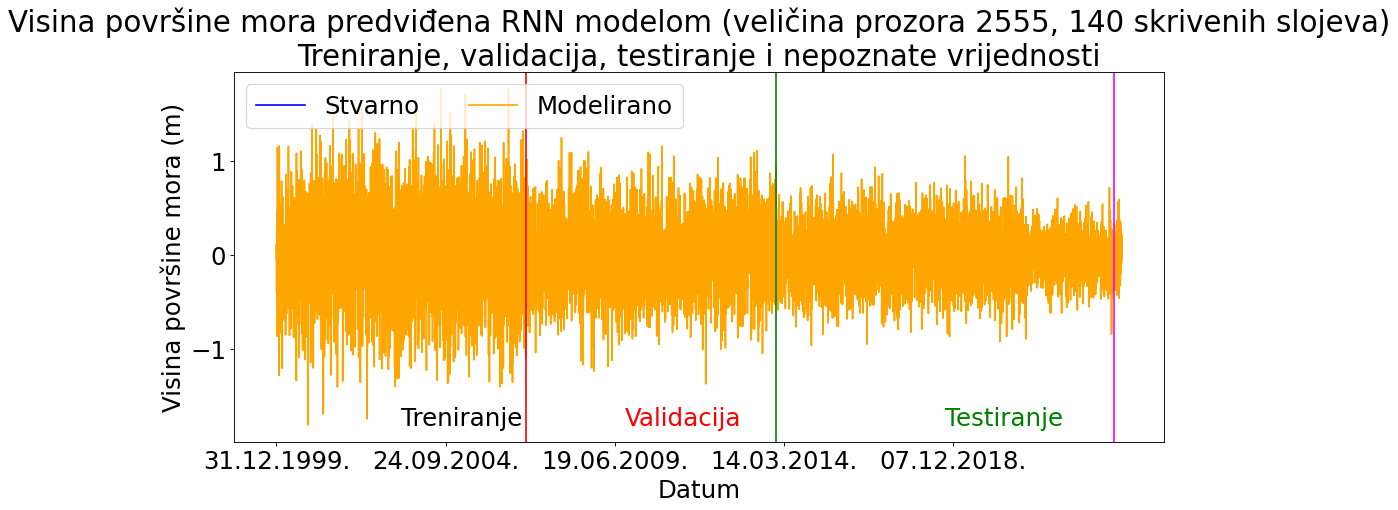 Visina površine mora predviđena RNN modelom (veličina prozora 2555, 140 skrivenih slojeva)
Treniranje, validacija, testiranje i nepoznate vrijednosti
Stvarno Modelirano
Visina površine mora (m)
1
0
−1
Treniranje Validacija Testiranje
31.12.1999. 24.09.2004. 19.06.2009. 14.03.2014. 07.12.2018.
Datum